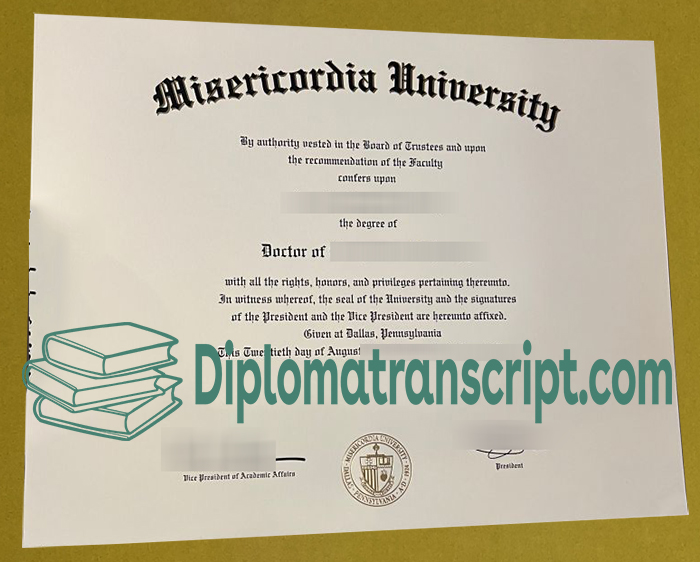 Misericordia University
By authority vested in the Board of Trustees and upon
the recommendation of the Faculty
confers upon
the degree of
Doctor of
with all the rights, honors, and privileges pertaining thereunto.
In witness whereof, the seal of the University and the signatures
of the President and the Vice President are hereunto affixed.
Given at Dallas, Pennsylvania
This Twentieth day of August
Diplomatranscript.com
Vice President of Academic Affairs
MISERICORDIA UNIVERSITY
DALLAS, PENNSYLVANIA
A.D. 1924
President